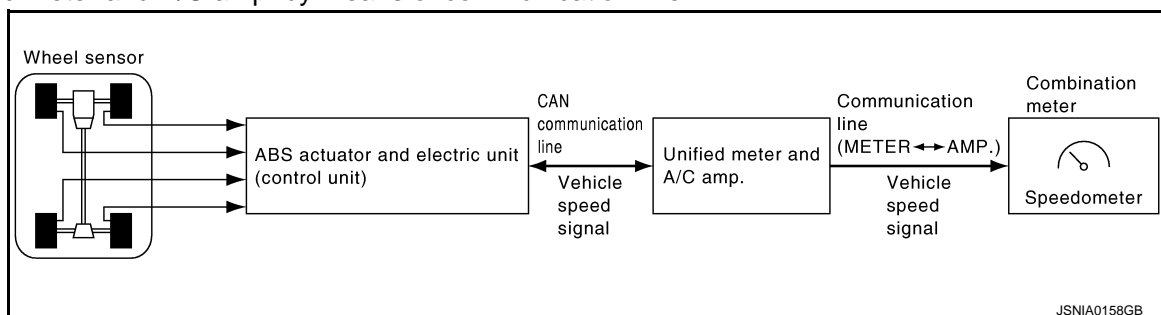 Wheel sensor
ABS actuator and electric unit
(control unit)
CAN
communication
line
Vehicle
speed
signal
Unified meter and
A/C amp.
Communication
line
(METER ↔ AMP.)
Vehicle
speed
signal
Combination
meter
Speedometer
JSNIA0158GB